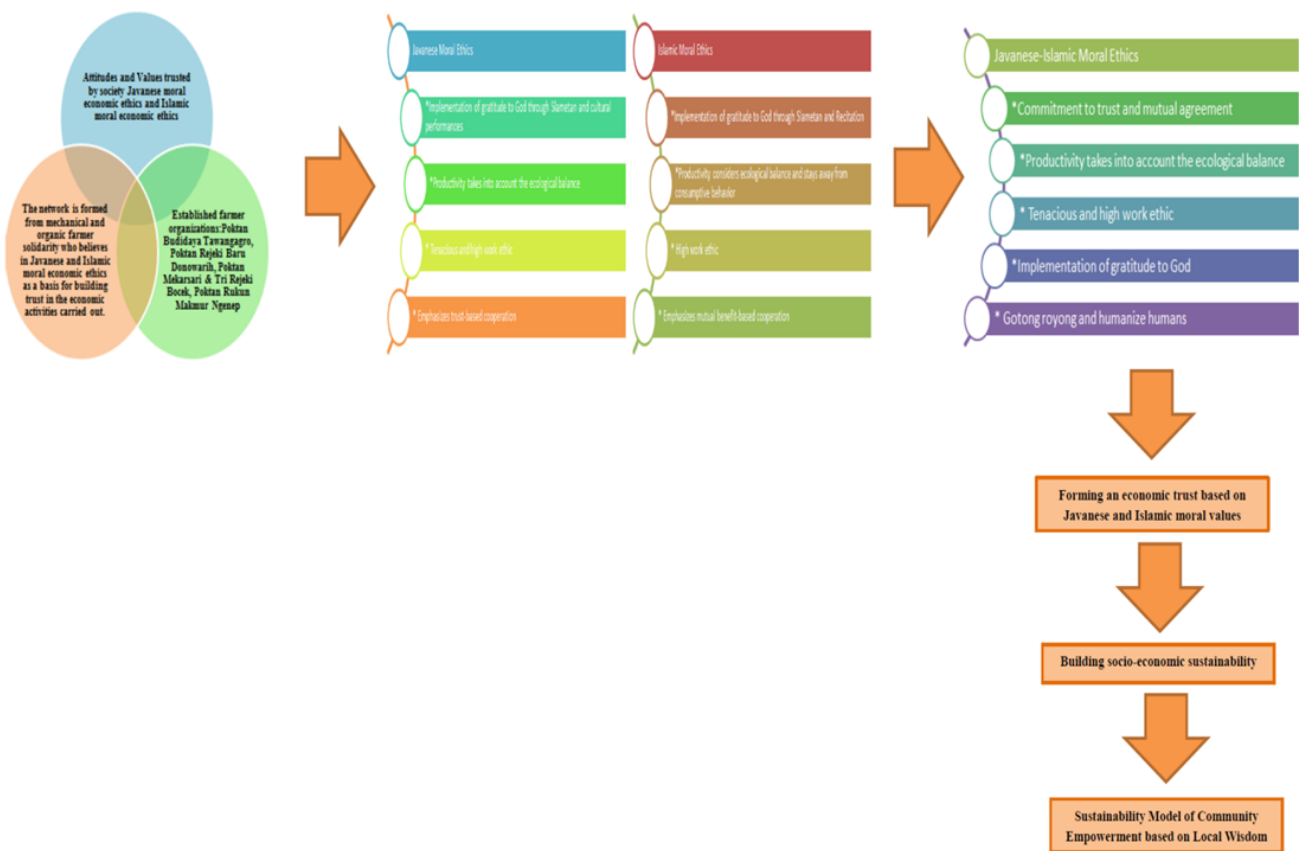 Attitudes and Values trusted
by society Javanese moral
economic ethics and Islamic
moral economic ethics
The network is formed
from mechanical and
organic farmer
solidarity who believes
in Javanese and Islamic
moral economic ethics
as a basis for building
trust in the economic
activities carried out.
Established farmer
organizations:Poktan
Budidaya Tawangagro,
Poktan Rejeki Baru
Donowarih, Poktan
Mekarsari & Tri Rejeki
Bocek, Poktan Rukun
Makmur Ngenep
Javanese Moral Ethics
*Implementation of gratitude to God through Slametan and cultural
performances
*Productivity takes into account the ecological balance
* Tenacious and high work ethic
* Emphasizes trust-based cooperation
Islamic Moral Ethics
*Implementation of gratitude to God through Slametan and Recitation
*Productivity considers ecological balance and stays away from
consumptive behavior
* High work ethic
* Emphasizes mutual benefit-based cooperation
Javanese-Islamic Moral Ethics
*Commitment to trust and mutual agreement
*Productivity takes into account the ecological balance
* Tenacious and high work ethic
*Implementation of gratitude to God
* Gotong royong and humanize humans
Forming an economic trust based on
Javanese and Islamic moral values
Building socio-economic sustainability
Sustainability Model of Community
Empowerment based on Local Wisdom